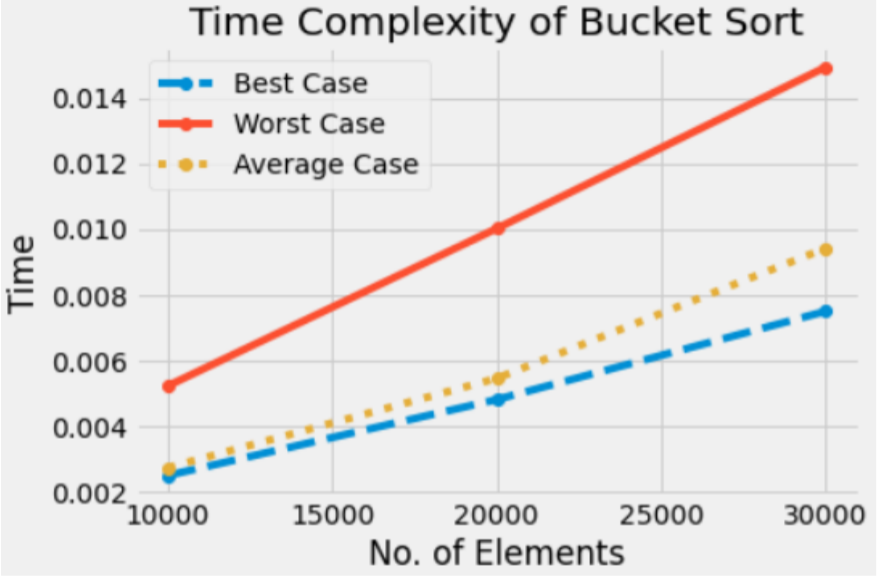 Time Complexity of Bucket Sort
Best Case
Worst Case
Average Case
Time
0.014
0.012
0.010
0.008
0.006
0.004
0.002
10000 15000 20000 25000 30000
No. of Elements